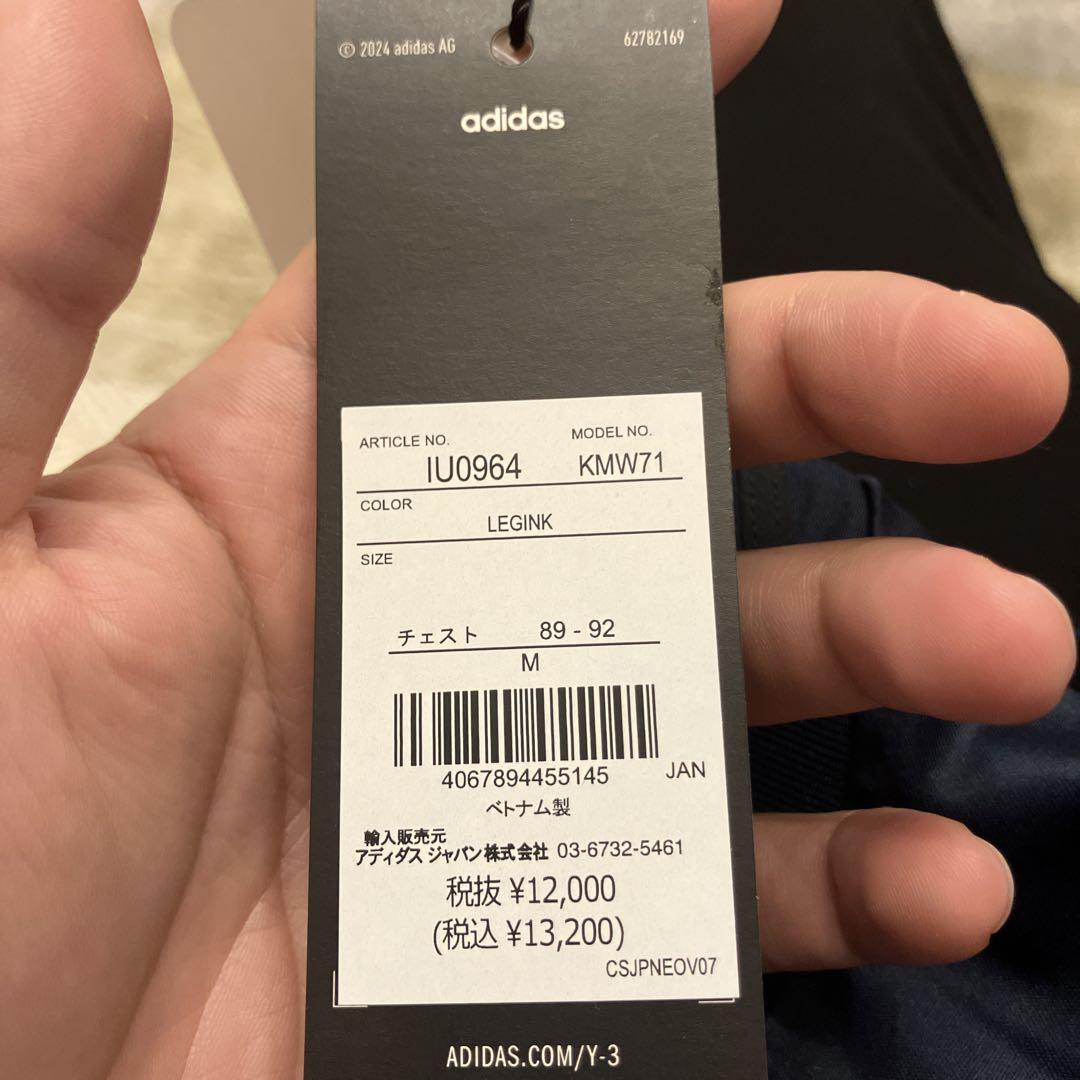 © 2024 adidas AG
62782169
adidas
ARTICLE NO.
MODEL NO.
IU0964
KMW71
COLOR
LEGINK
SIZE
チェスト 89 - 92
M
4067894455145 JAN
ベトナム製
輸入販売元
アディダス ジャパン株式会社 03-6732-5461
税抜 ¥12,000
(税込 ¥13,200)
CSJPNEOV07
ADIDAS.COM/Y-3